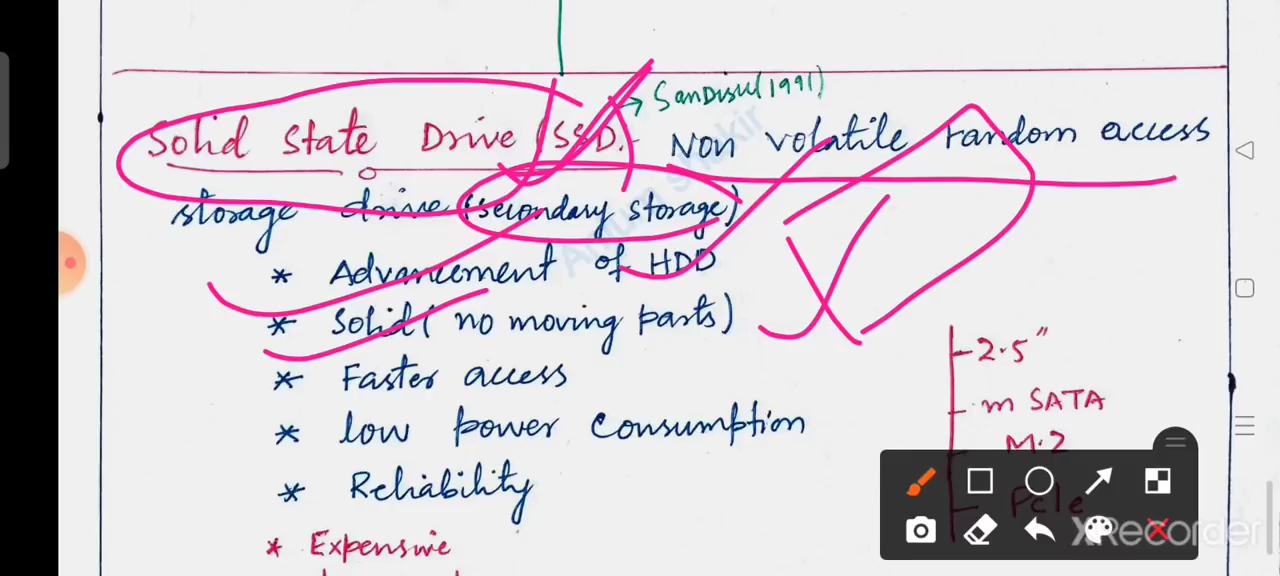 SanDisk(1991)
Solid State Drive (SSD. Non volatile random access
storage drive (secondary storage)
* Advancement of HDD
* Solid (no moving parts)
* Faster access
* low power Consumption
* Reliability
* Expensive
2.5"
m SATA
M.2
PcIe
XRecorder